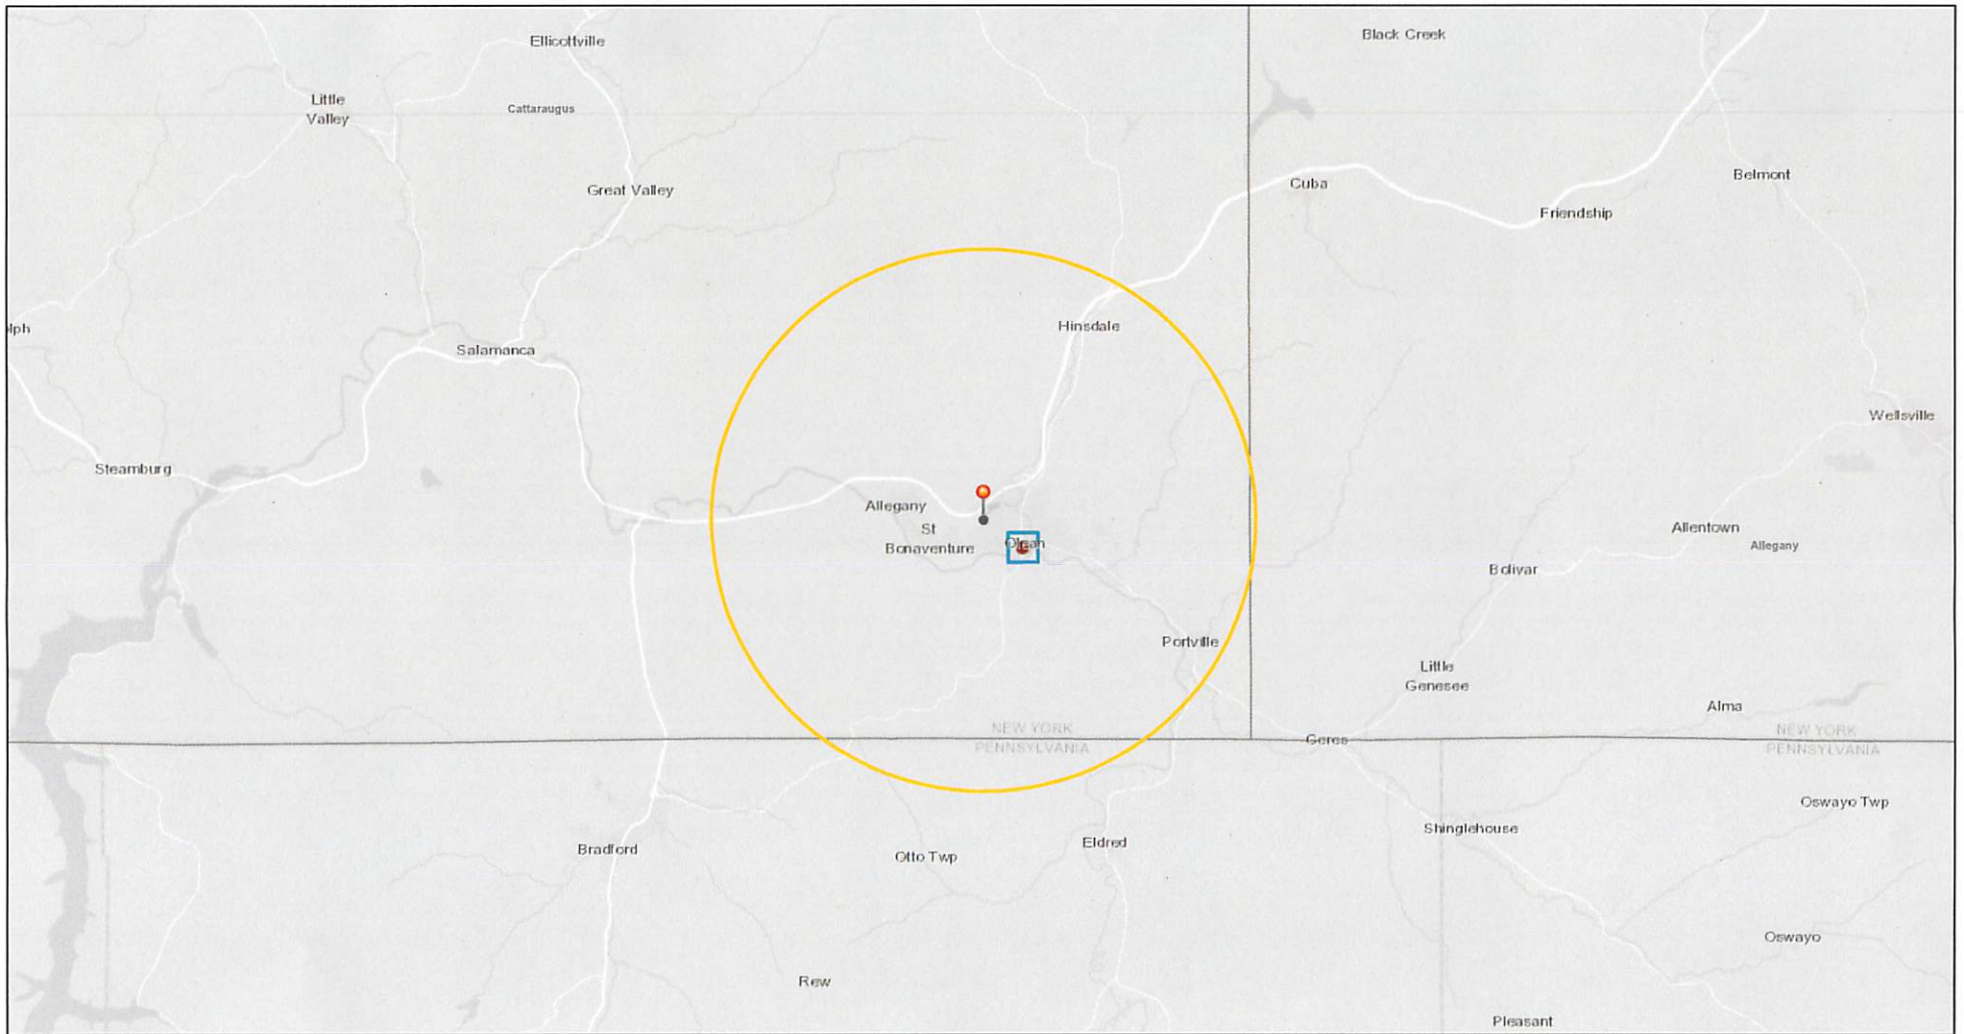 Black Creek
Ellicottville
Little
Valley
Cattaraugus
Belmont
Great Valley
Cuba
Friendship
lph
Hinsdale
Salamanca
Wellsville
Steamburg
Allegany
St
Bonaventure
Olean
Allentown
Allegany
Bolivar
Portville
Little
Genesee
Alma
NEW YORK
PENNSYLVANIA
Ceres
NEW YORK
PENNSYLVANIA
Oswayo Twp
Shinglehouse
Eldred
Bradford
Otto Twp
Oswayo
Rew
Pleasant